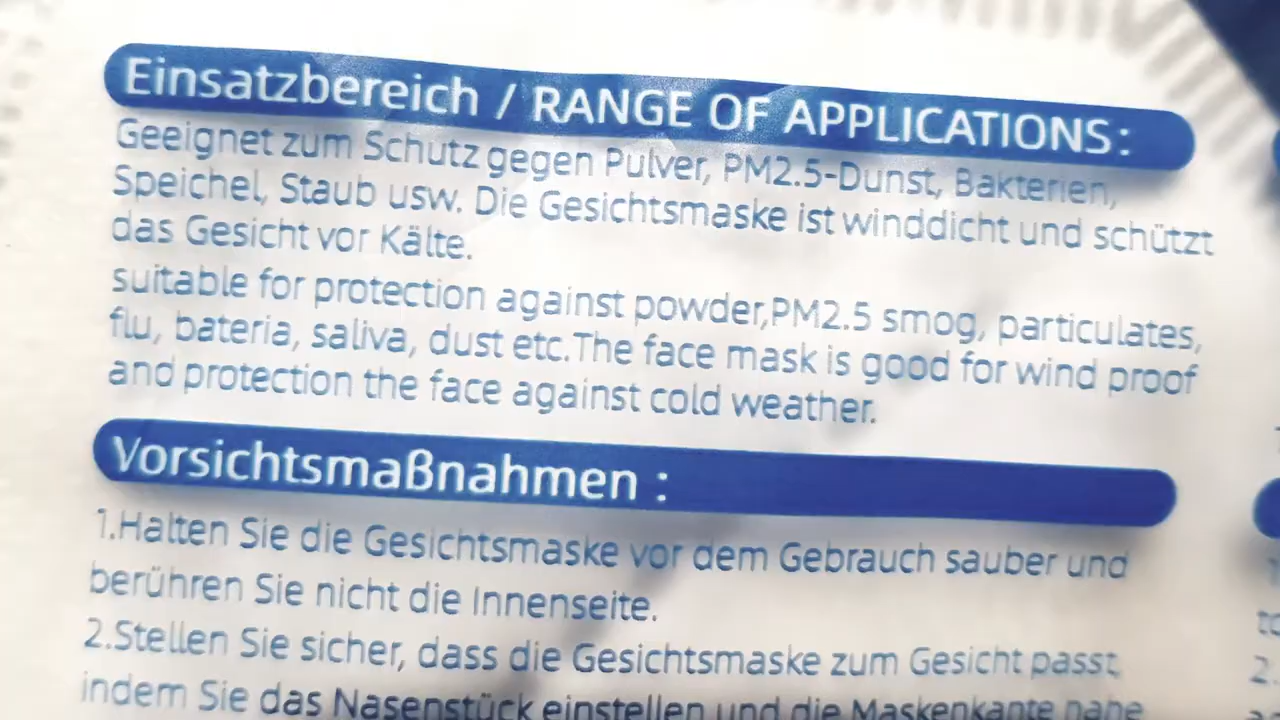 Einsatzbereich / RANGE OF APPLICATIONS:
Geeignet zum Schutz gegen Pulver, PM2.5-Dunst, Bakterien,
Speichel, Staub usw. Die Gesichtsmaske ist winddicht und schützt
das Gesicht vor Kälte.
suitable for protection against powder,PM2.5 smog, particulates,
flu, bateria, saliva, dust etc.The face mask is good for wind proof
and protection the face against cold weather.
Vorsichtsmaßnahmen :
1.Halten Sie die Gesichtsmaske vor dem Gebrauch sauber und
berühren Sie nicht die Innenseite.
2.Stellen Sie sicher, dass die Gesichtsmaske zum Gesicht passt,
indem Sie das Nasenstück einstellen und die Maskenkante nahe